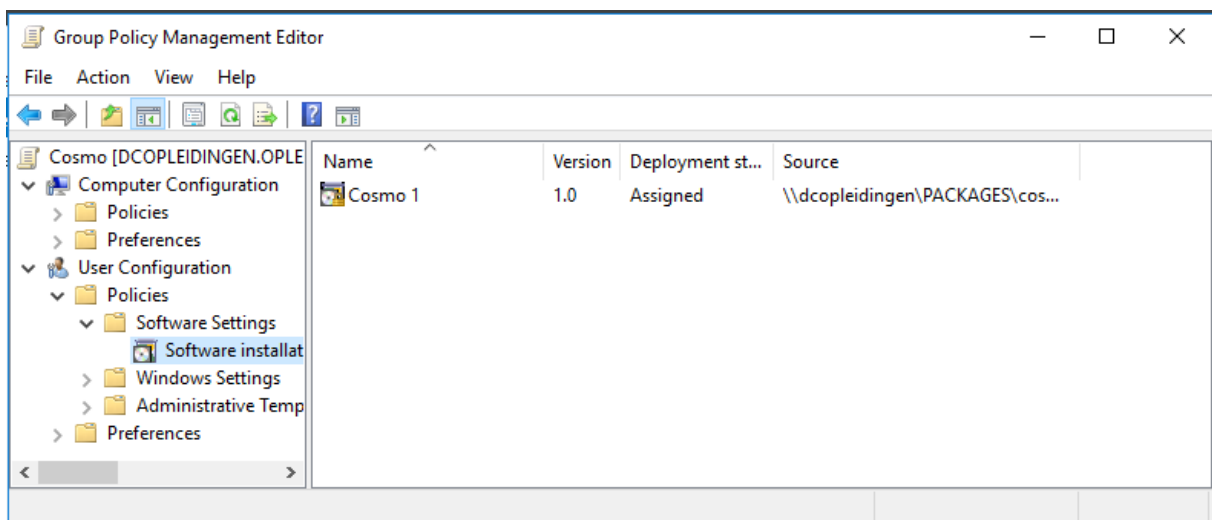 Group Policy Management Editor
File Action View Help
Cosmo [DCOPLEIDINGEN.OPLE
Computer Configuration
Policies
Preferences
User Configuration
Policies
Software Settings
Software installat
Windows Settings
Administrative Temp
Preferences
Name Version Deployment st... Source
Cosmo 1 1.0 Assigned \\dcopleidingen\PACKAGES\cos...